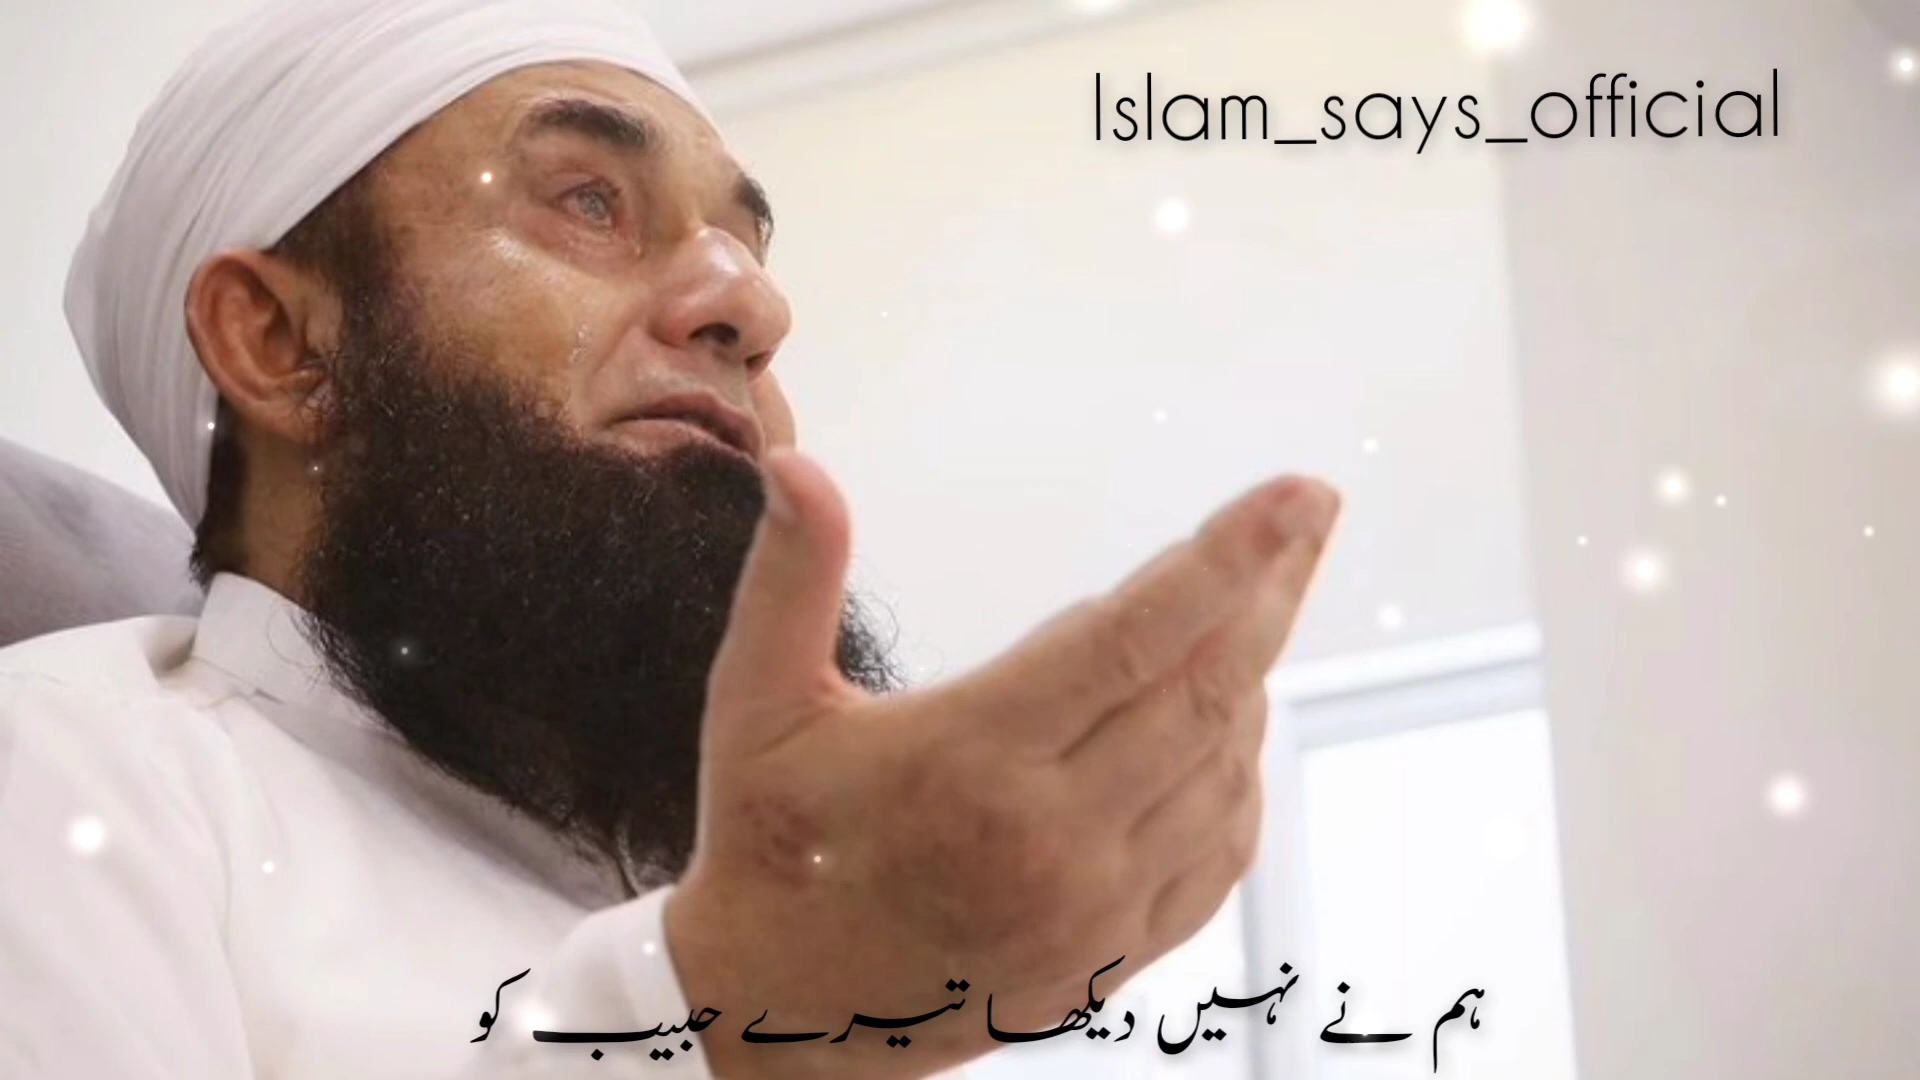 Islam_says_official
ہم نے نہیں دیکھا تیرے حبیب کو